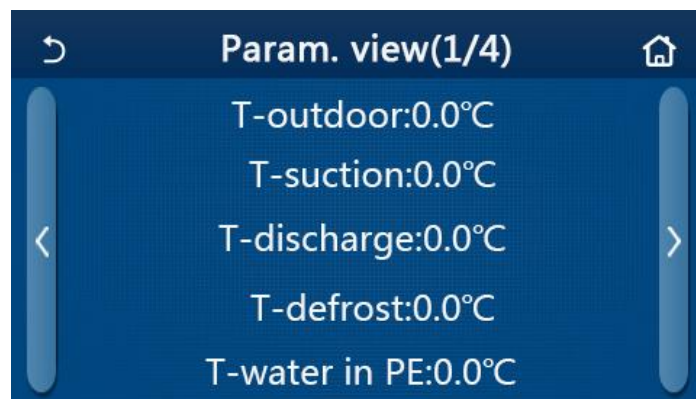 Param. view(1/4)
T-outdoor:0.0℃
T-suction:0.0℃
T-discharge:0.0℃
T-defrost:0.0℃
T-water in PE:0.0℃